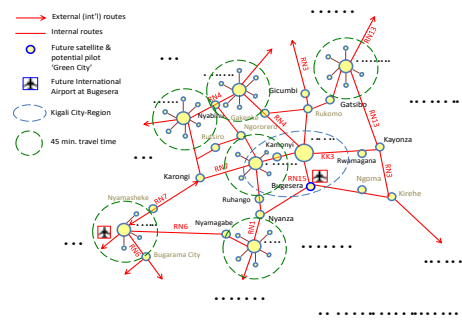 External (int'l) routes
Internal routes
Future satellite &
potential pilot
'Green City'
Future International
Airport at Bugesera
Kigali City-Region
45 min. travel time
RN13
RN3
RN4
Gicumbi
Nyabihu
Gakenke
Rukomo
Gatsibo
Ngororero
RN4
RN13
Rutsiro
Kamonyi
Kayonza
KK3
Rwamagana
Karongi
RN3
RN15
Bugesera
Ngoma
Kirehe
Nyamasheke
RN7
Ruhango
Nyanza
RN1
Nyamagabe
RN6
RN6
Bugarama City